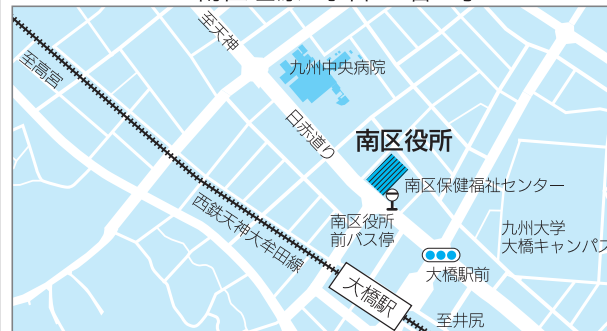 至天神
至高宮
九州中央病院
日赤通り
南区役所
南区保健福祉センター
西鉄天神大牟田線
南区役所
前バス停
九州大学
大橋キャンパス
大橋駅前
大橋駅
至井尻